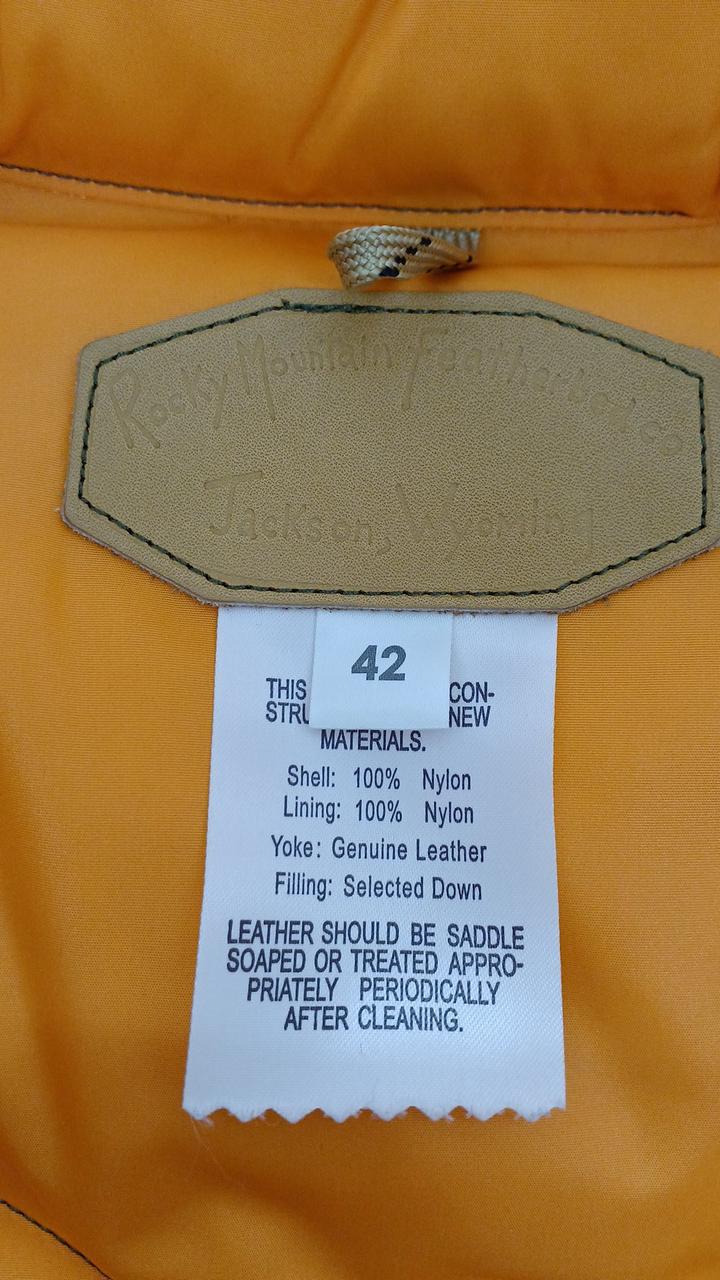 Rocky Mountain Featherbed co
Jackson, Wyoming
42
THIS CON-
STRU NEW
MATERIALS.
Shell: 100% Nylon
Lining: 100% Nylon
Yoke: Genuine Leather
Filling: Selected Down
LEATHER SHOULD BE SADDLE
SOAPED OR TREATED APPRO-
PRIATELY PERIODICALLY
AFTER CLEANING.